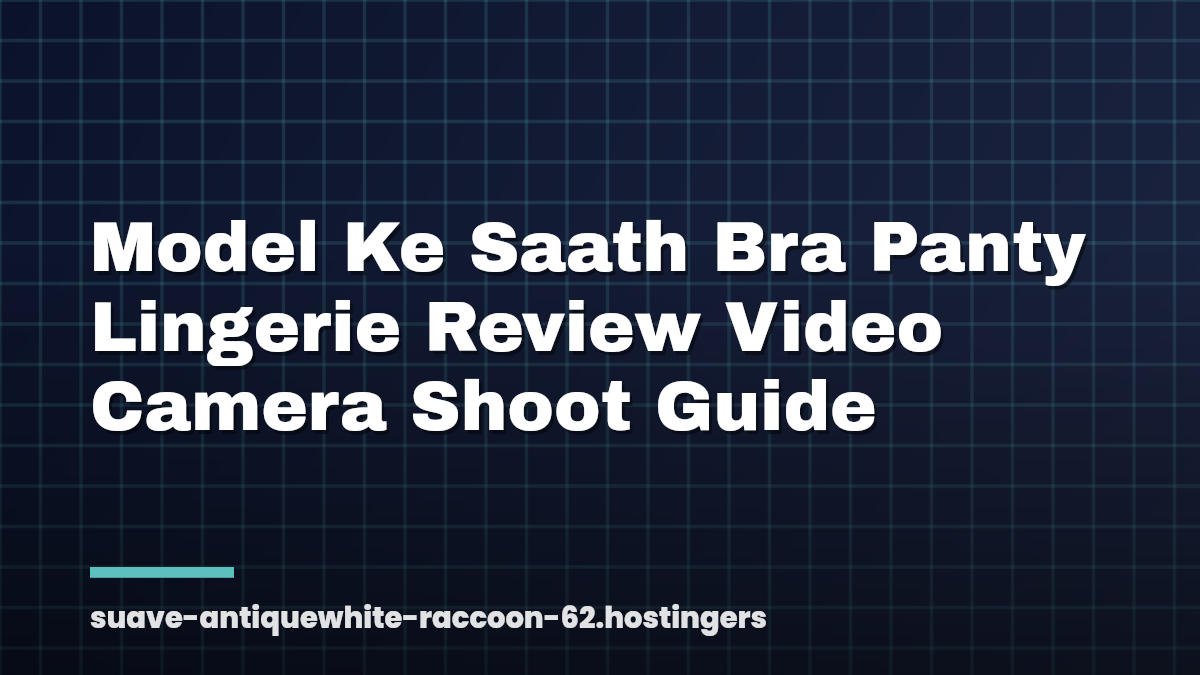 Model Ke Saath Bra Panty
Lingerie Review Video
Camera Shoot Guide
suave-antiquewhite-raccoon-62.hostingers